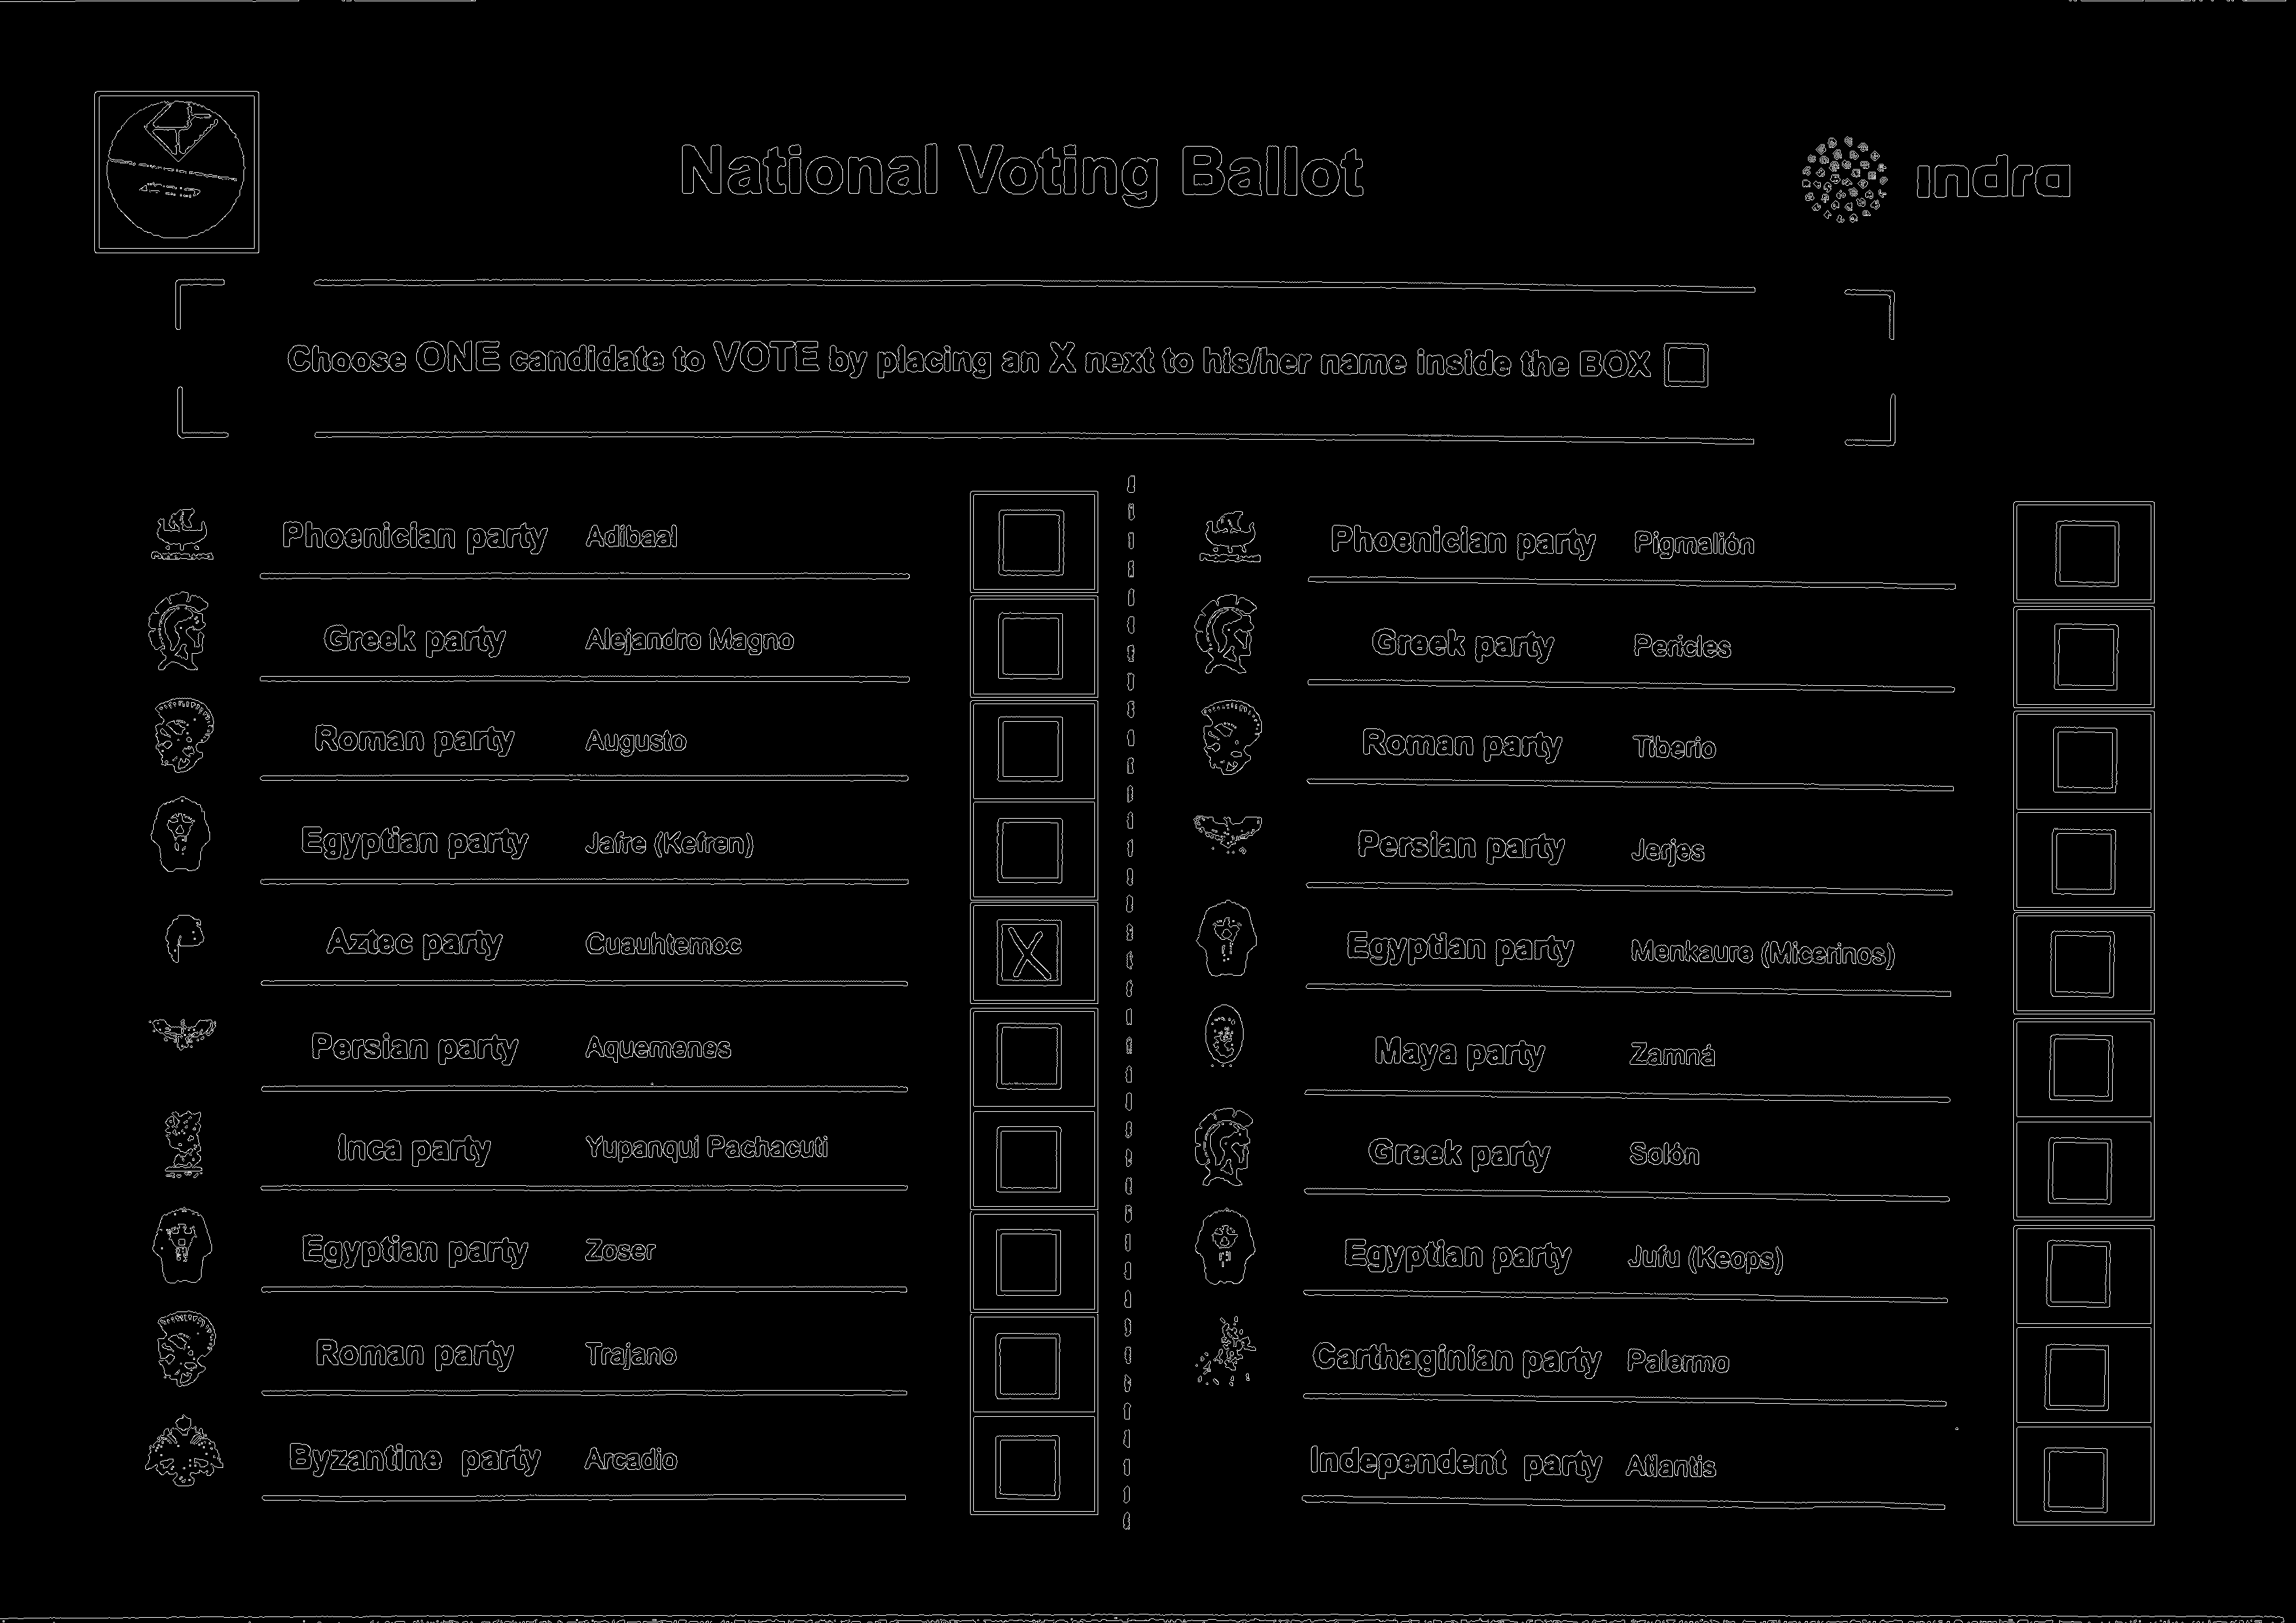 National Voting Ballot
indra
Choose ONE candidate to VOTE by placing an X next to his/her name inside the BOX
Phoenician party Adibaal
Greek party Alejandro Magno
Roman party Augusto
Egyptian party Jafre (Kefren)
Aztec party Cuauhtemoc X
Persian party Aquemenes
Inca party Yupanqui Pachacuti
Egyptian party Zoser
Roman party Trajano
Byzantine party Arcadio
Phoenician party Pigmalión
Greek party Pericles
Roman party Tiberio
Persian party Jerjes
Egyptian party Menkaure (Micerinos)
Maya party Zamná
Greek party Solón
Egyptian party Jufu (Keops)
Carthaginian party Palermo
Independent party Atlantis